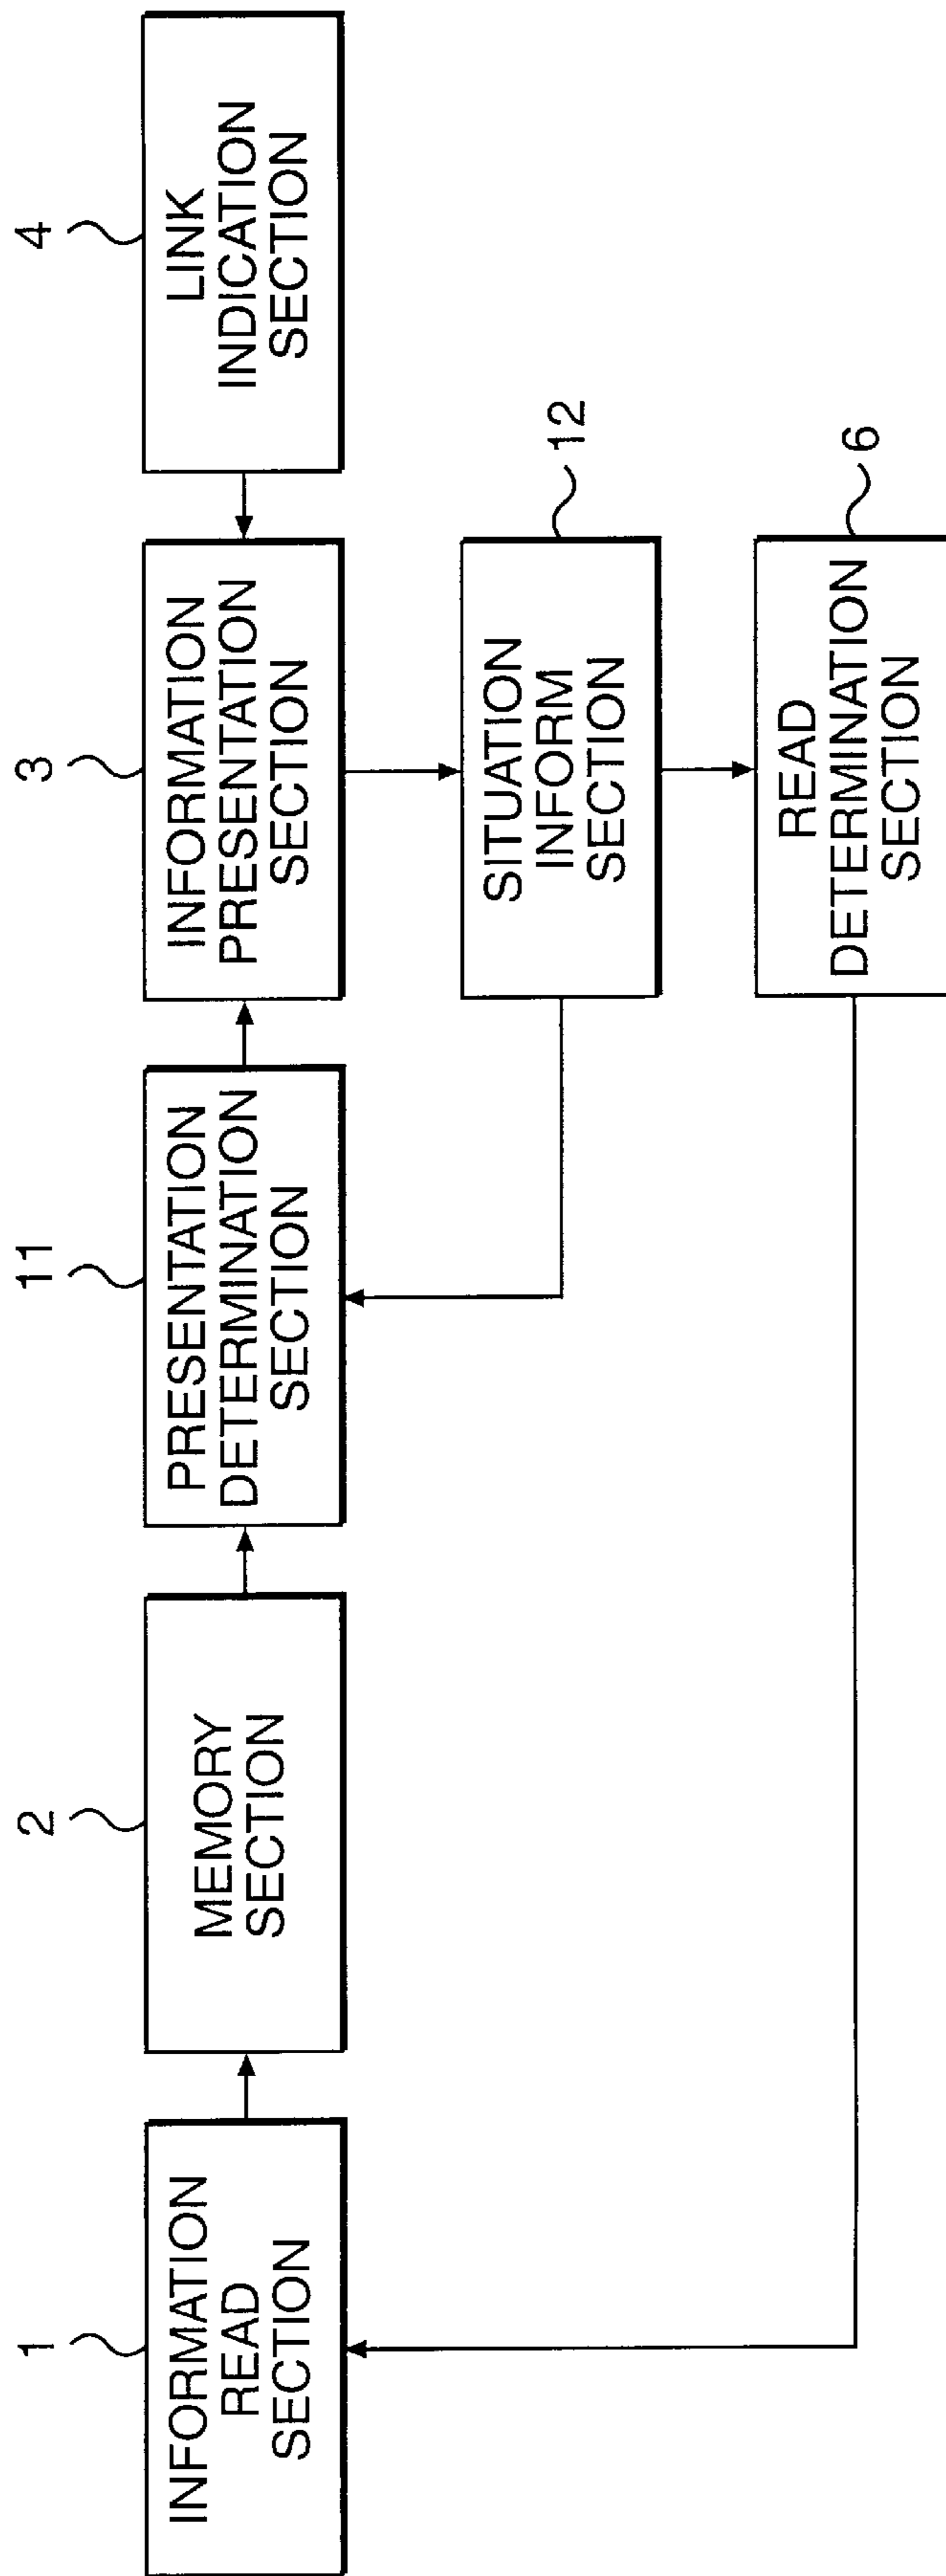 1
INFORMATION
READ
SECTION
2
MEMORY
SECTION
11
PRESENTATION
DETERMINATION
SECTION
3
INFORMATION
PRESENTATION
SECTION
4
LINK
INDICATION
SECTION
12
SITUATION
INFORM
SECTION
6
READ
DETERMINATION
SECTION